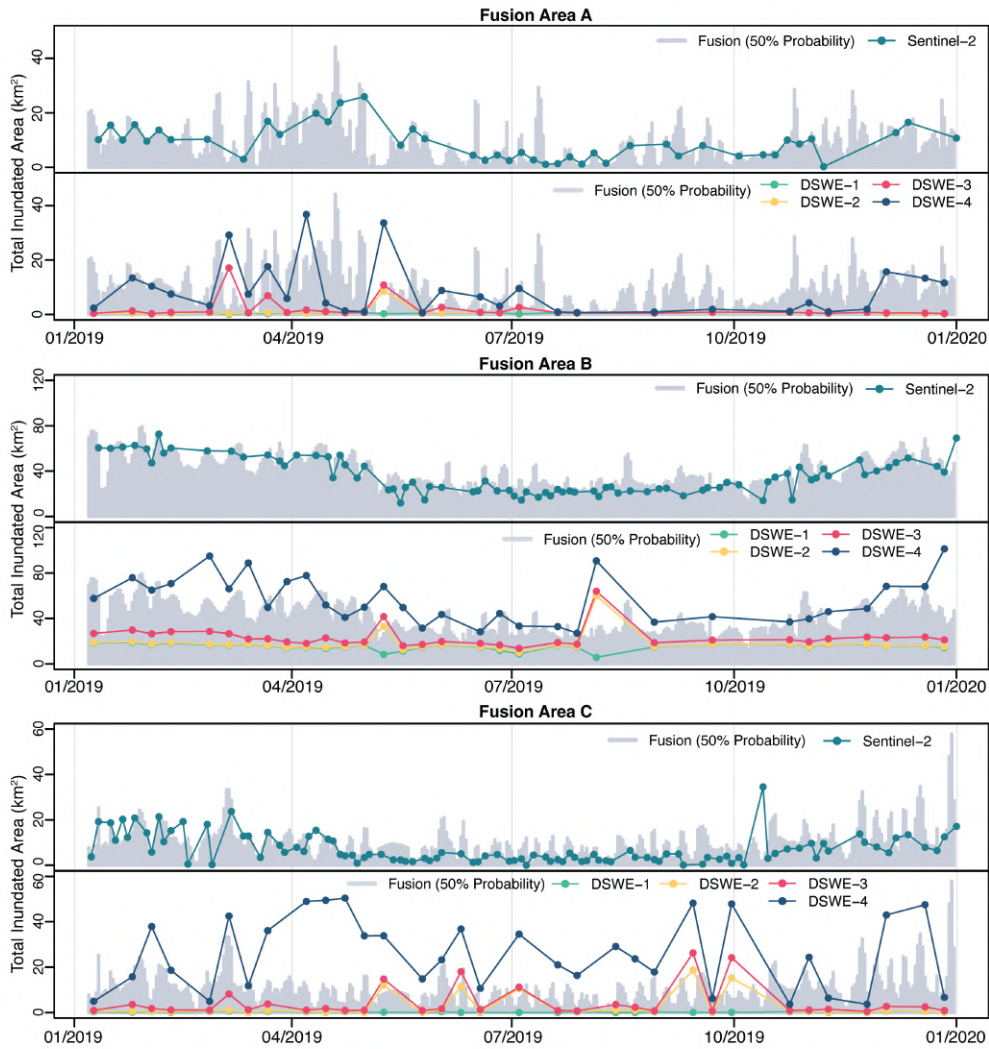 Fusion Area A
Fusion (50% Probability) Sentinel−2
40
20
0
Total Inundated Area (km²)
Fusion (50% Probability) DSWE−1 DSWE−3
DSWE−2 DSWE−4
40
20
0
01/2019 04/2019 07/2019 10/2019 01/2020
Fusion Area B
Fusion (50% Probability) Sentinel−2
120
80
40
0
Total Inundated Area (km²)
Fusion (50% Probability) DSWE−1 DSWE−3
DSWE−2 DSWE−4
120
80
40
0
01/2019 04/2019 07/2019 10/2019 01/2020
Fusion Area C
Fusion (50% Probability) Sentinel−2
60
40
20
0
Total Inundated Area (km²)
Fusion (50% Probability) DSWE−1 DSWE−2 DSWE−3
DSWE−4
60
40
20
0
01/2019 04/2019 07/2019 10/2019 01/2020